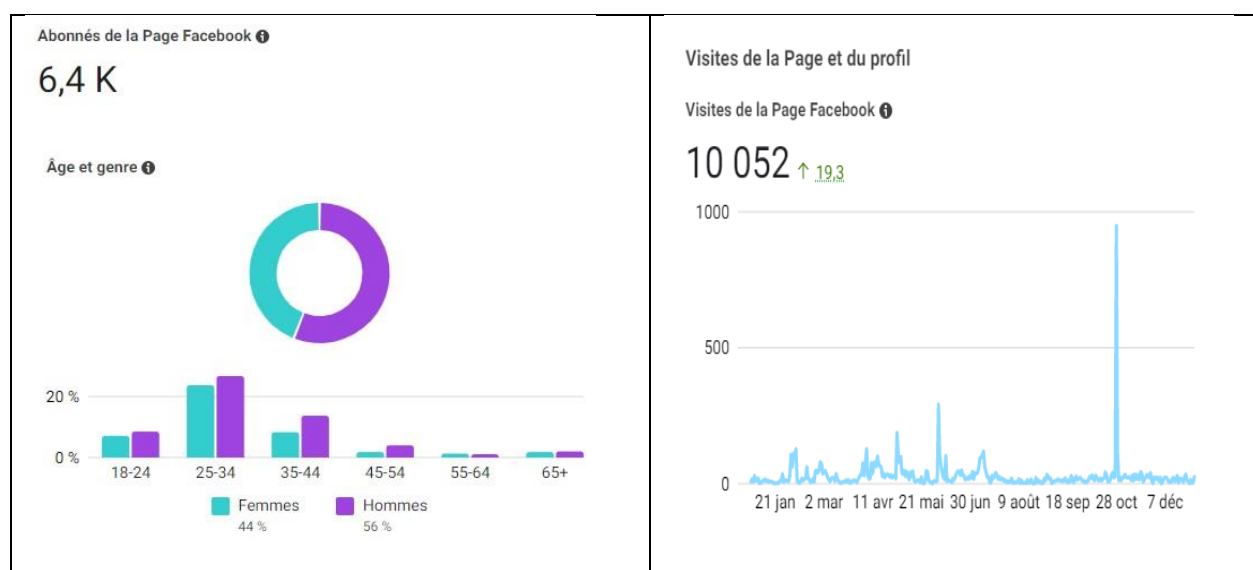 Abonnés de la Page Facebook
6,4 K
Âge et genre
20 %
0 %
18-24 25-34 35-44 45-54 55-64 65+
Femmes Hommes
44 % 56 %
Visites de la Page et du profil
Visites de la Page Facebook
10 052 ↑ 19,3
1000
500
0
21 jan 2 mar 11 avr 21 mai 30 jun 9 août 18 sep 28 oct 7 déc